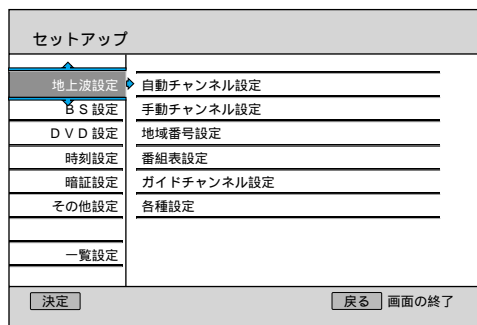 セットアップ
地上波設定
自動チャンネル設定
BS設定
手動チャンネル設定
DVD設定
地域番号設定
時刻設定
番組表設定
暗証設定
ガイドチャンネル設定
その他設定
各種設定
一覧設定
決定
戻る 画面の終了